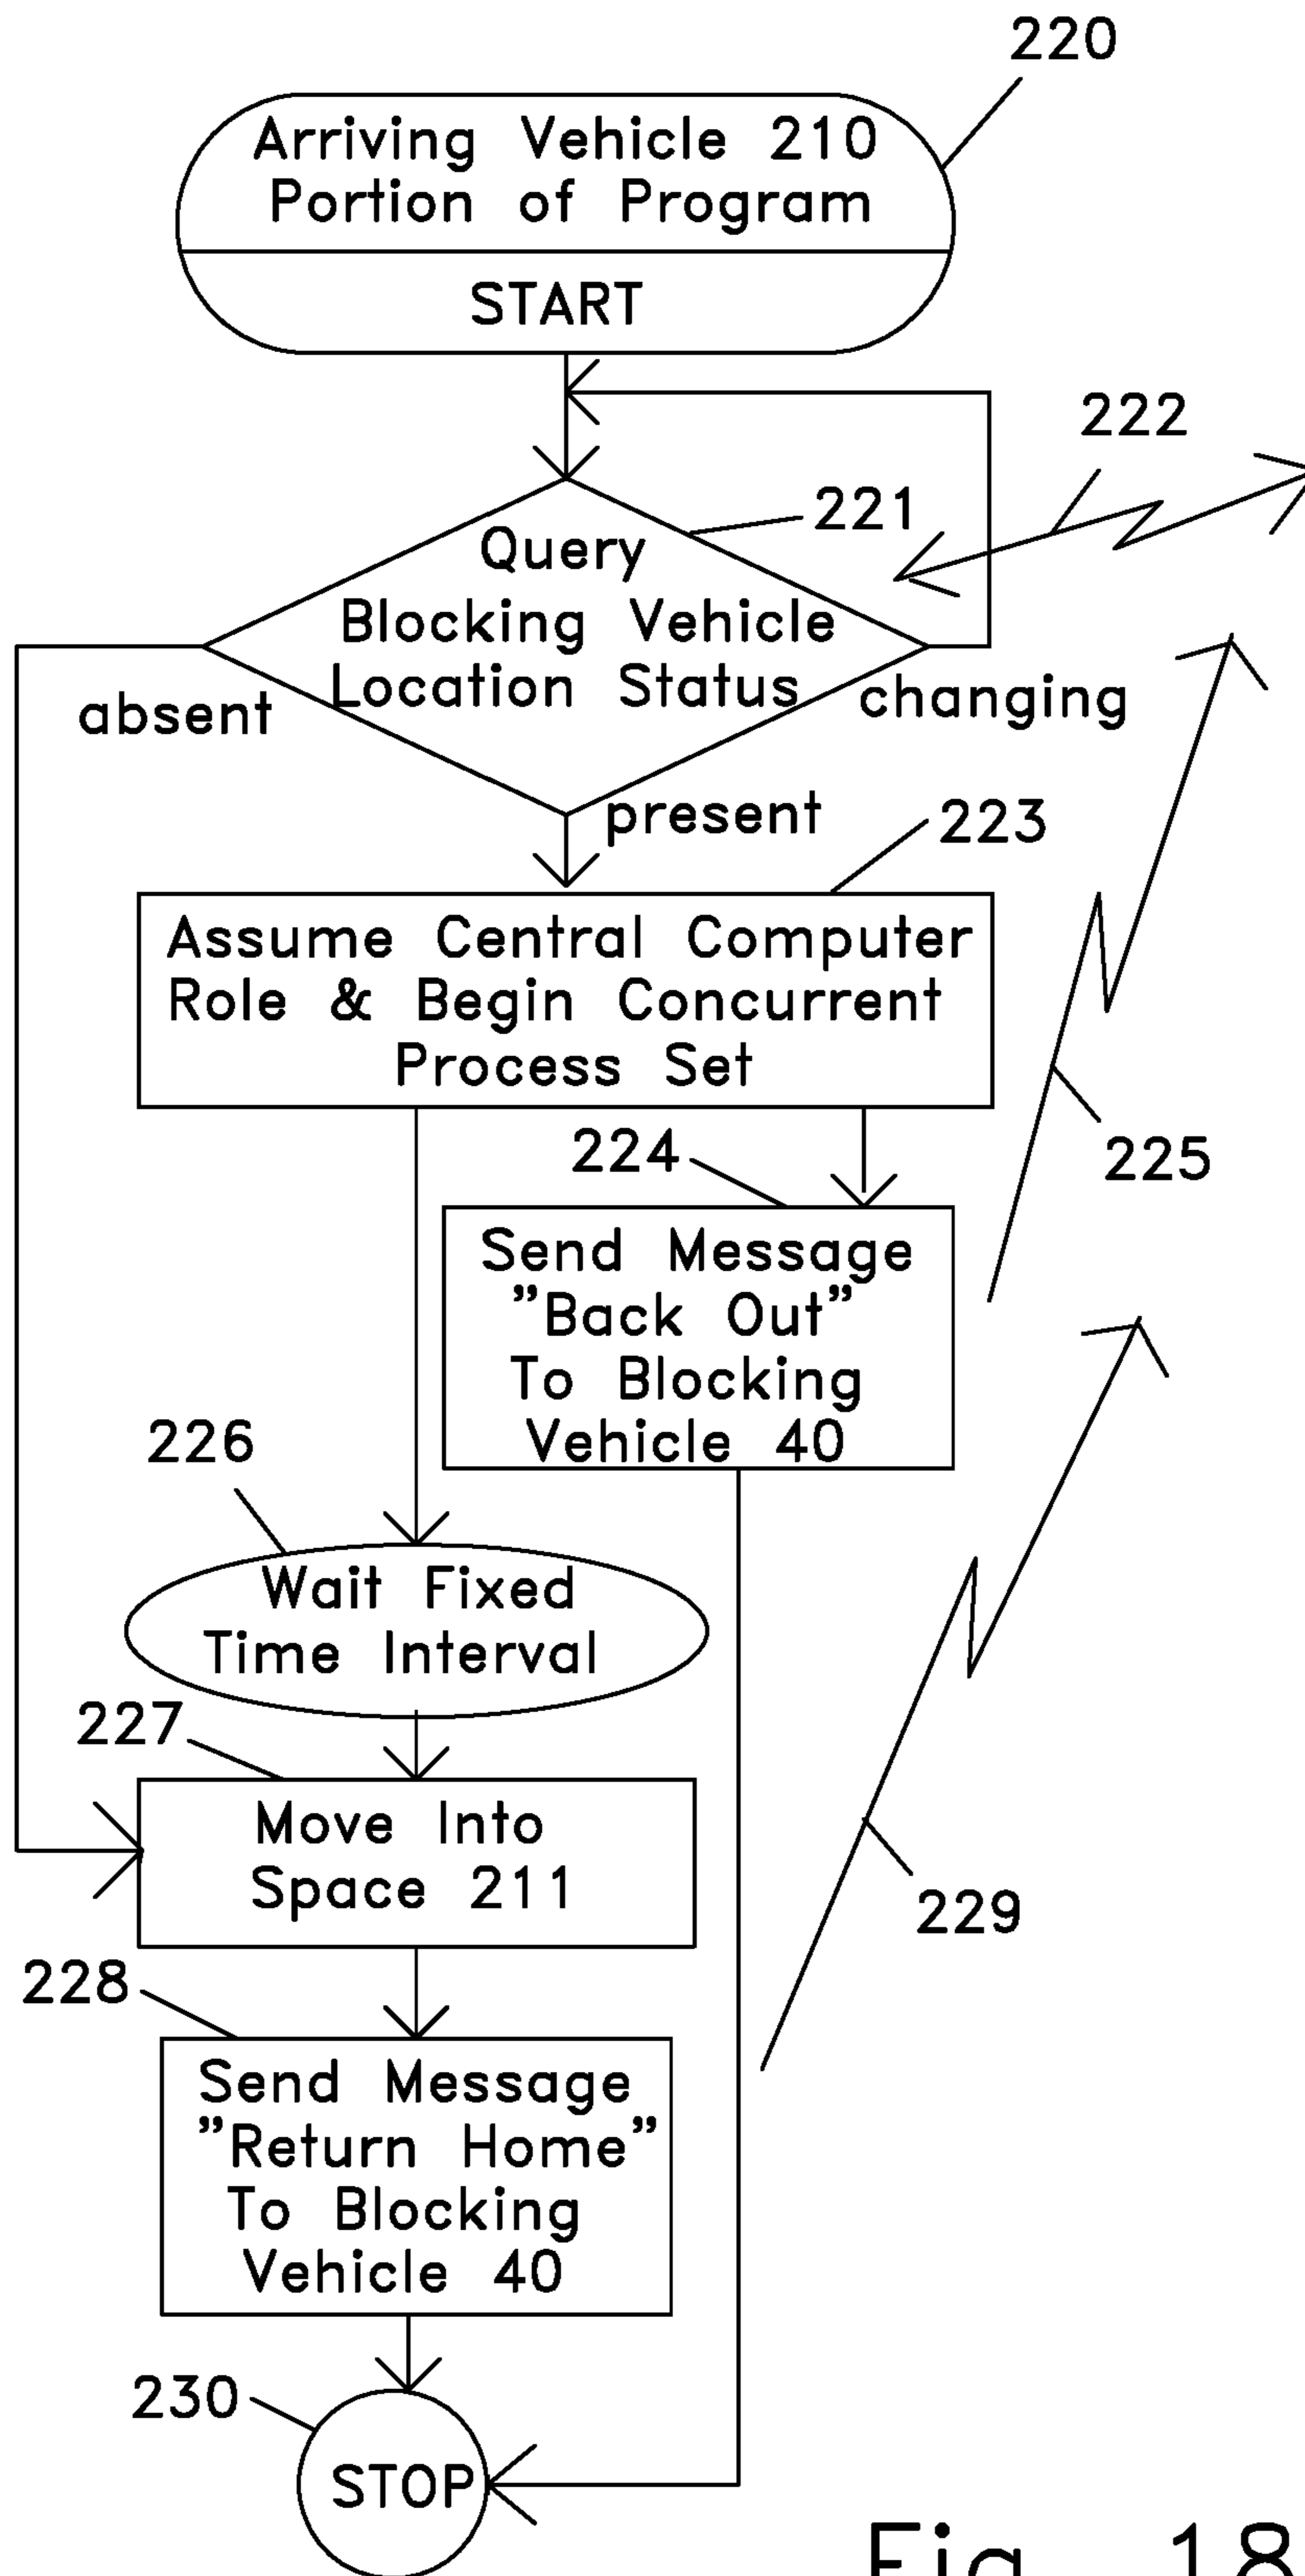 220
Arriving Vehicle 210
Portion of Program
START
222
221
Query
Blocking Vehicle
Location Status
absent
changing
present
223
Assume Central Computer
Role & Begin Concurrent
Process Set
224
225
Send Message
"Back Out"
To Blocking
Vehicle 40
226
Wait Fixed
Time Interval
227
Move Into
Space 211
229
228
Send Message
"Return Home"
To Blocking
Vehicle 40
230
STOP
Fig. 18